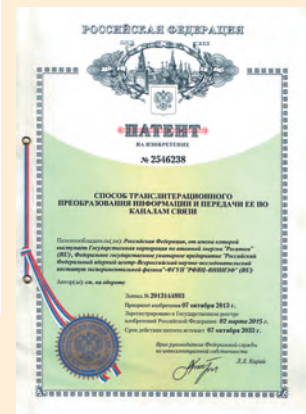 РОССИЙСКАЯ ФЕДЕРАЦИЯ
ПАТЕНТ
НА ИЗОБРЕТЕНИЕ
№ 2546238
СПОСОБ ТРАНСЛИТЕРАЦИОННОГО
ПРЕОБРАЗОВАНИЯ ИНФОРМАЦИИ И ПЕРЕДАЧИ ЕЕ ПО
КАНАЛАМ СВЯЗИ
Патентообладатель(ли): Российская Федерация, от имени которой
выступает Государственная корпорация по атомной энергии "Росатом"
(RU), Федеральное государственное унитарное предприятие "Российский
Федеральный ядерный центр-Всероссийский научно-исследовательский
институт экспериментальной физики"-ФГУП "РФЯЦ-ВНИИЭФ" (RU)
Автор(ы): см. на обороте
Заявка № 2013144893
Приоритет изобретения 07 октября 2013 г.
Зарегистрировано в Государственном реестре
изобретений Российской Федерации 02 марта 2015 г.
Срок действия патента истекает 07 октября 2033 г.
Врио руководителя Федеральной службы
по интеллектуальной собственности
Л.Л. Кирий